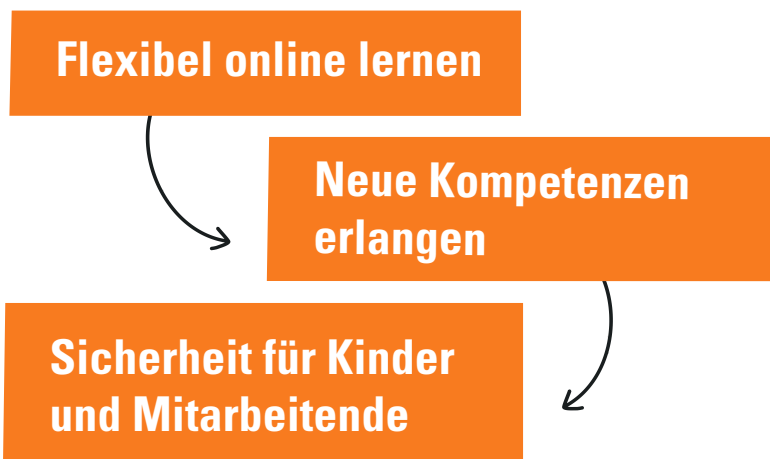 Flexibel online lernen
Neue Kompetenzen
erlangen
Sicherheit für Kinder
und Mitarbeitende